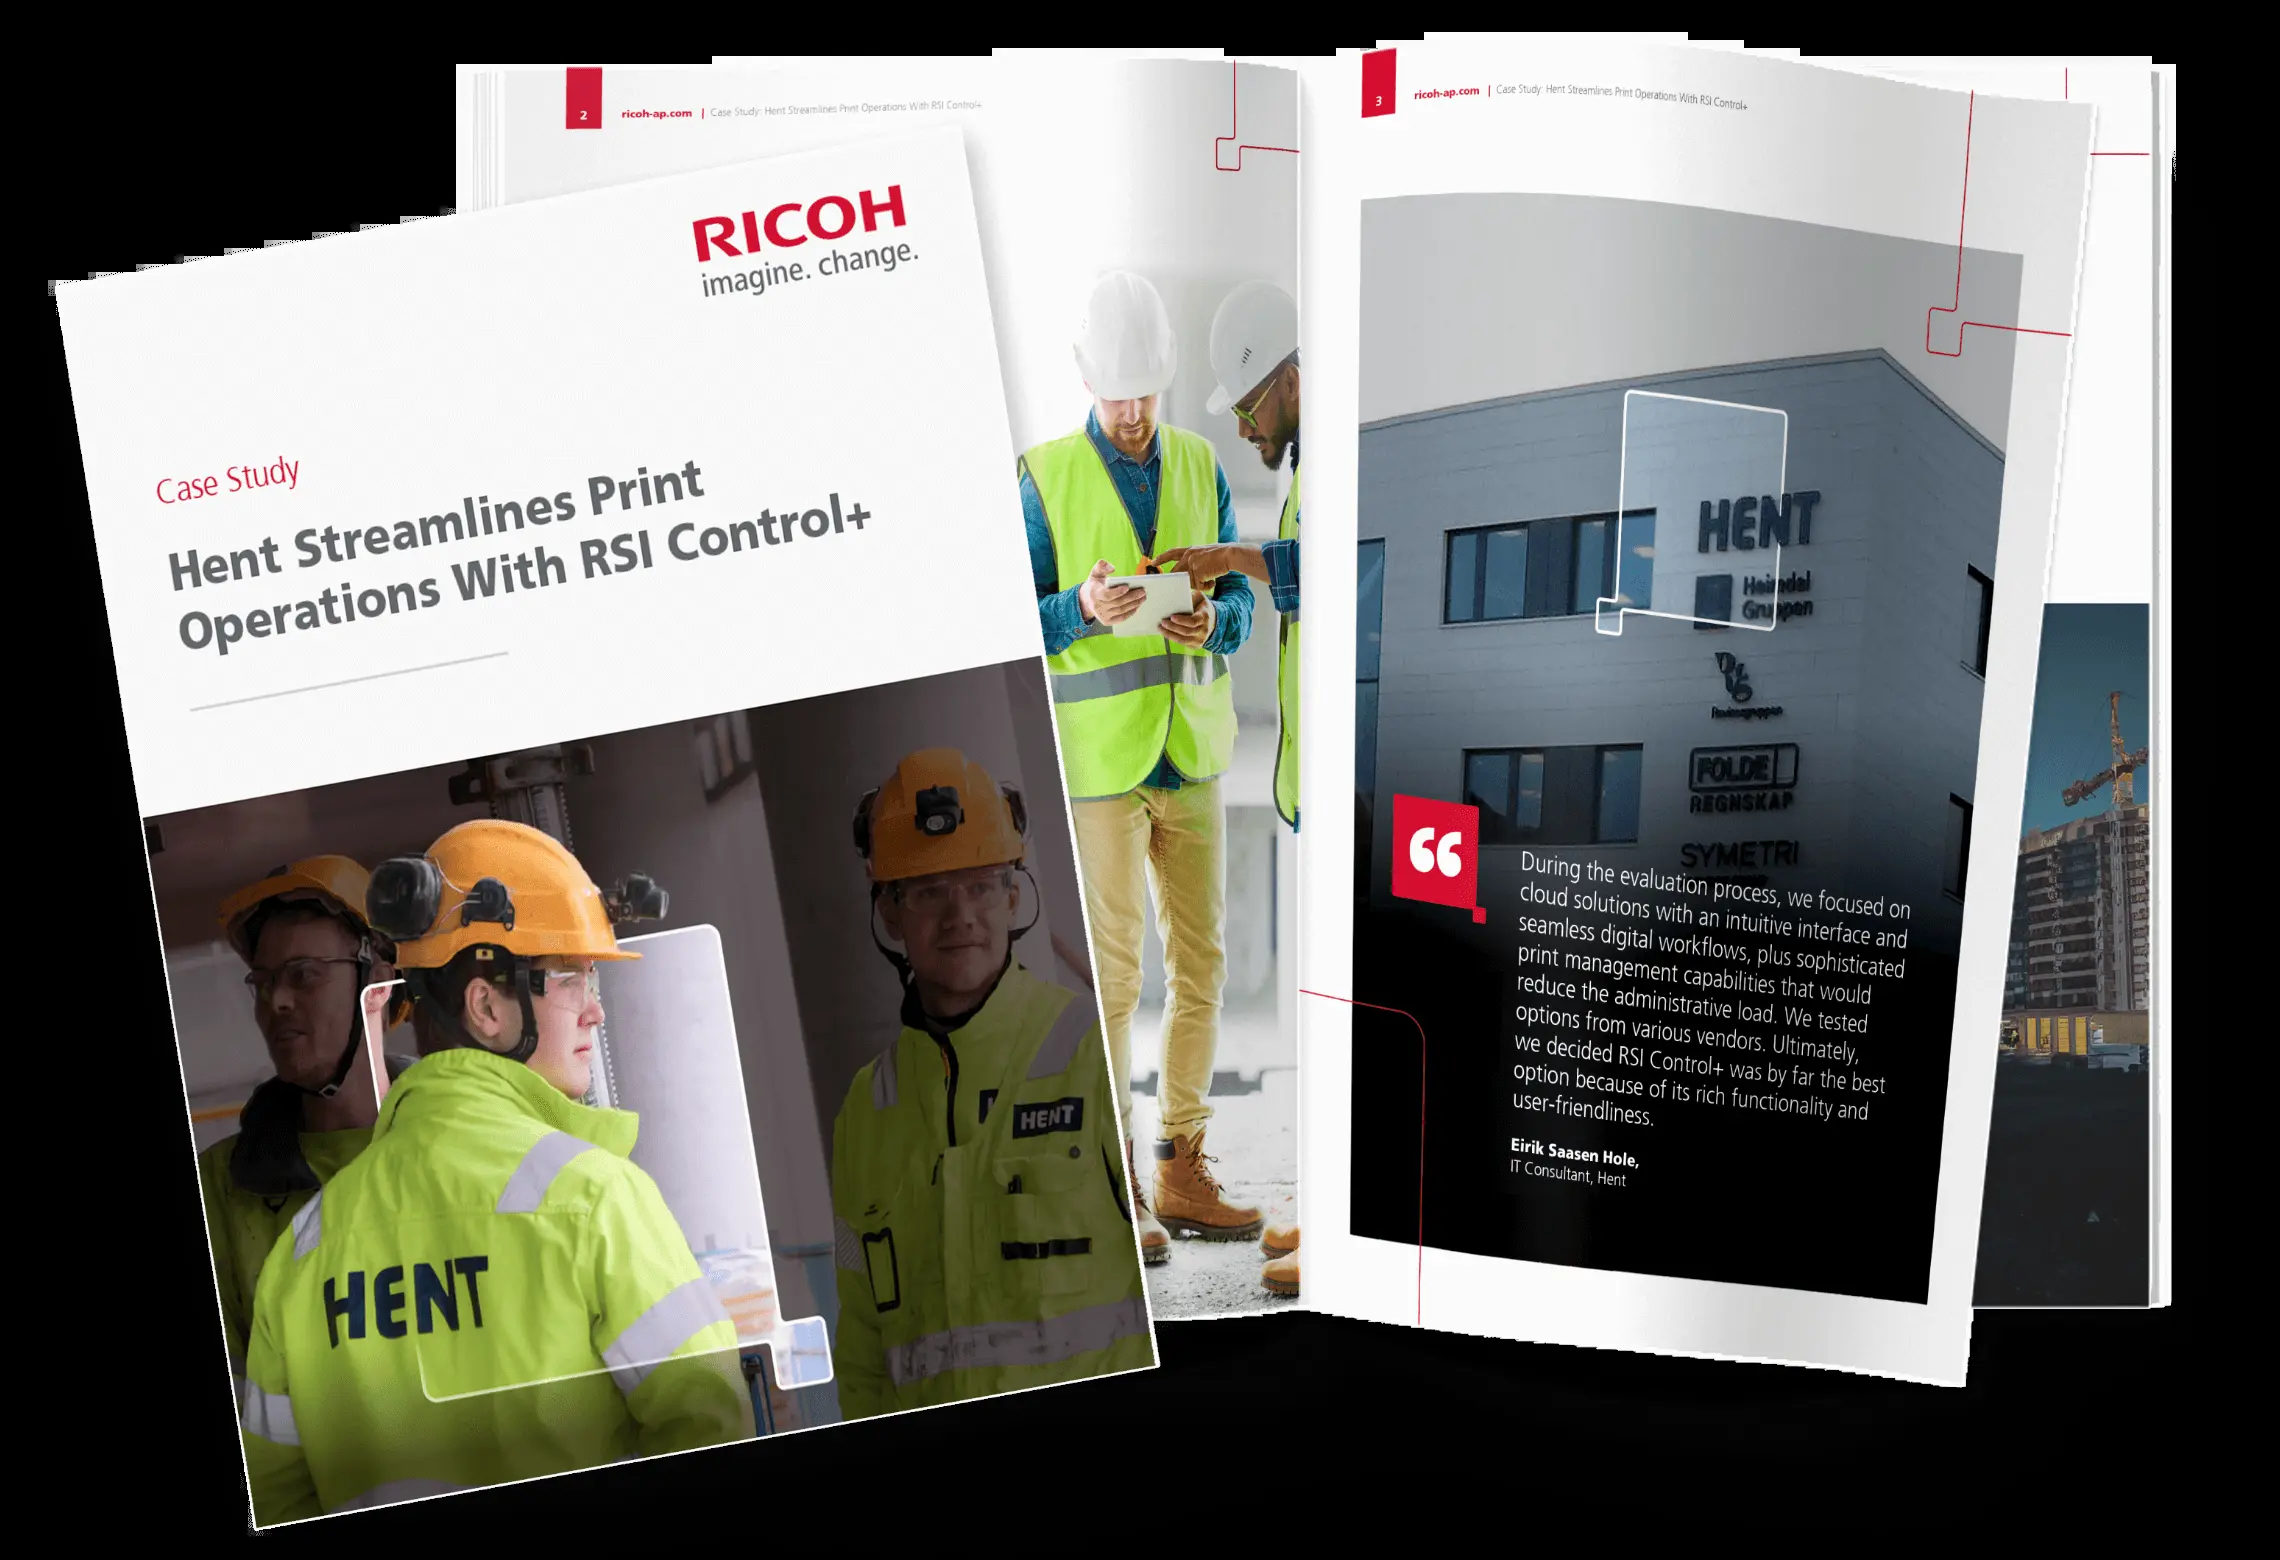 RICOH
imagine. change.
Case Study
Hent Streamlines Print
Operations With RSI Control+
HENT
HENT
2
ricoh-ap.com | Case Study: Hent Streamlines Print Operations With RSI Control+
3
ricoh-ap.com | Case Study: Hent Streamlines Print Operations With RSI Control+
HENT
Heimdal
Gruppen
FOLDE
REGNSKAP
SYMETRI
“
During the evaluation process, we focused on
cloud solutions with an intuitive interface and
seamless digital workflows, plus sophisticated
print management capabilities that would
reduce the administrative load. We tested
options from various vendors. Ultimately,
we decided RSI Control+ was by far the best
option because of its rich functionality and
user-friendliness.
Eirik Saasen Hole,
IT Consultant, Hent